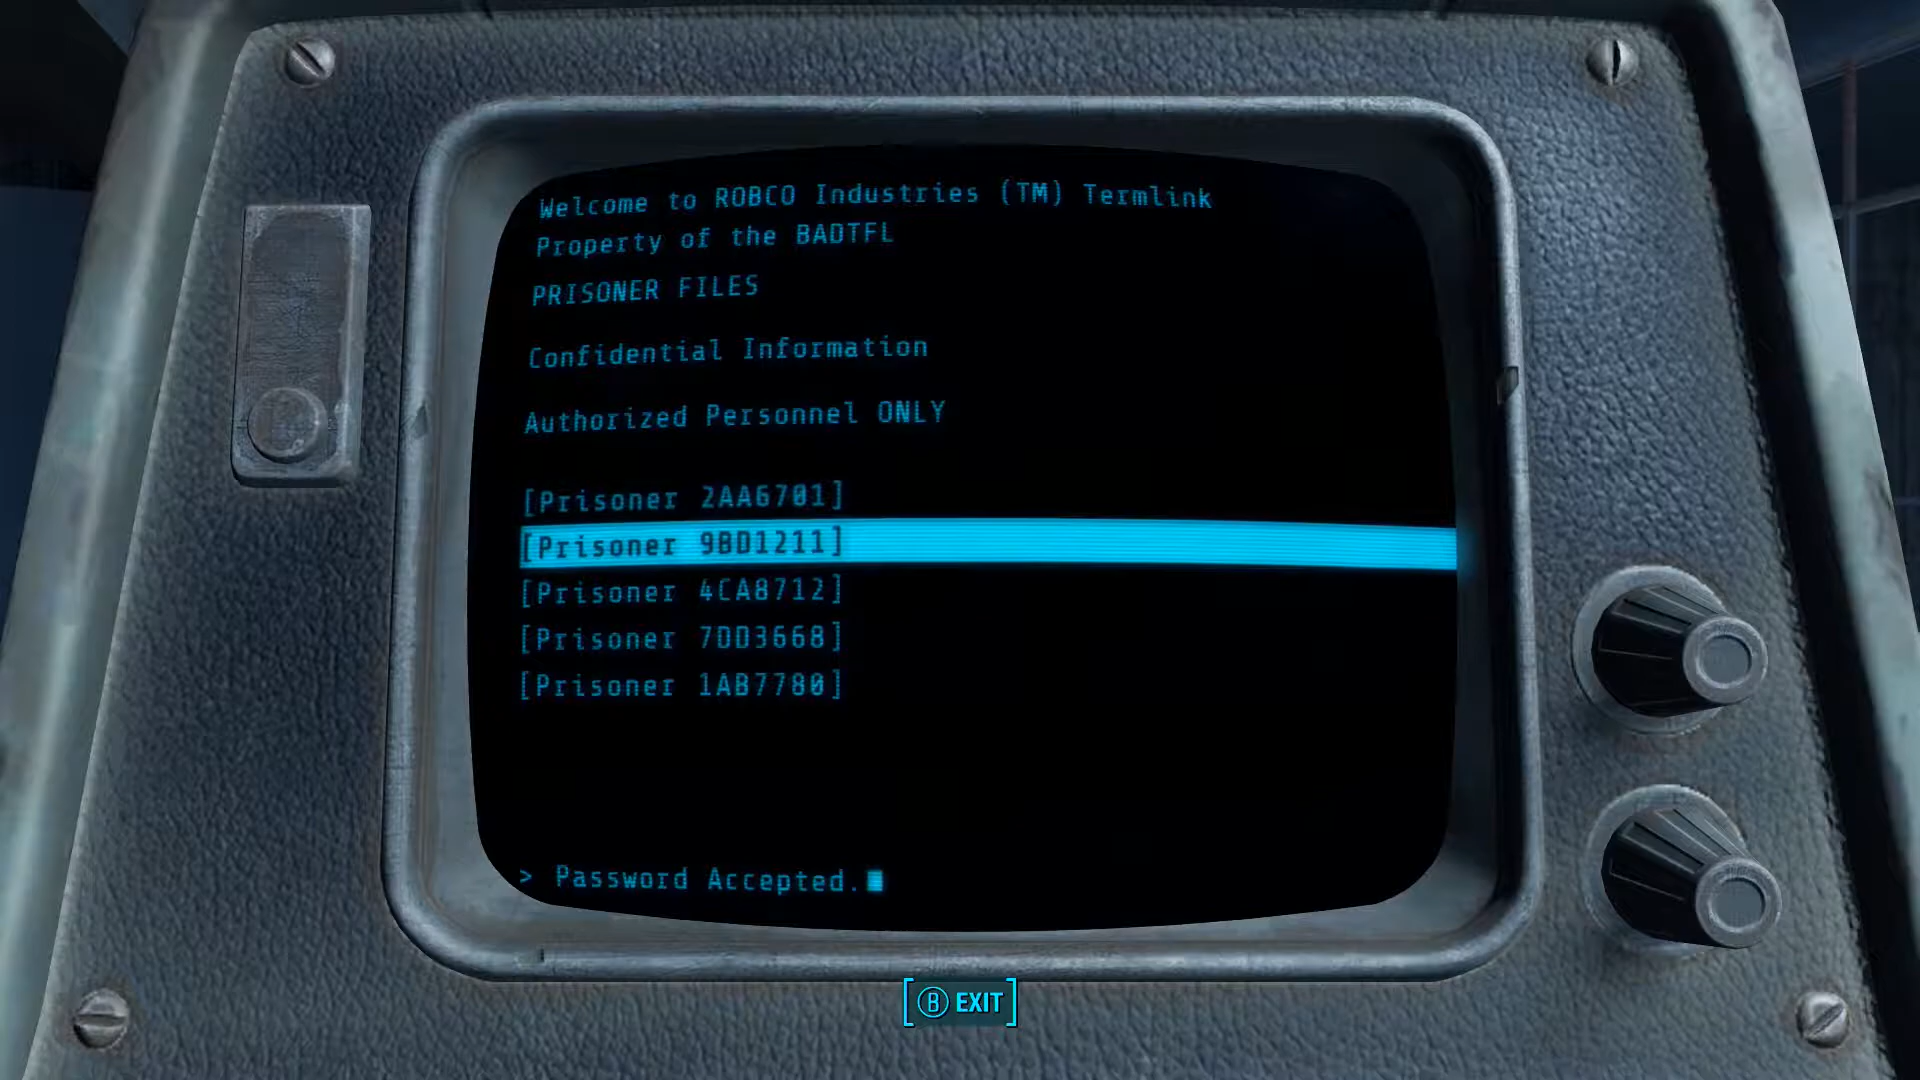 Welcome to ROBCO Industries (TM) Termlink
Property of the BADTFL
PRISONER FILES
Confidential Information
Authorized Personnel ONLY
[Prisoner 2AA6701]
[Prisoner 9BD1211]
[Prisoner 4CA8712]
[Prisoner 7DD3668]
[Prisoner 1AB7780]
> Password Accepted.
B EXIT